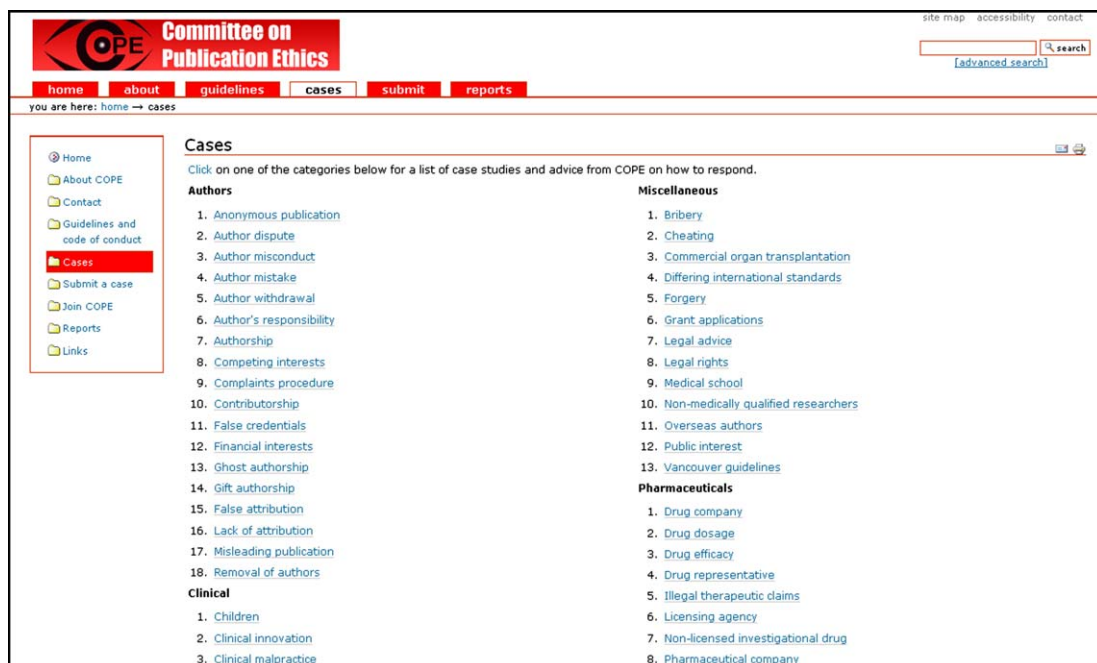 site map accessibility contact
COPE
Committee on
Publication Ethics
search
[advanced search]
home about guidelines cases submit reports
you are here: home → cases
Home
About COPE
Contact
Guidelines and
code of conduct
Cases
Submit a case
Join COPE
Reports
Links
Cases
Click on one of the categories below for a list of case studies and advice from COPE on how to respond.
Authors
1. Anonymous publication
2. Author dispute
3. Author misconduct
4. Author mistake
5. Author withdrawal
6. Author's responsibility
7. Authorship
8. Competing interests
9. Complaints procedure
10. Contributorship
11. False credentials
12. Financial interests
13. Ghost authorship
14. Gift authorship
15. False attribution
16. Lack of attribution
17. Misleading publication
18. Removal of authors
Clinical
1. Children
2. Clinical innovation
3. Clinical malpractice
Miscellaneous
1. Bribery
2. Cheating
3. Commercial organ transplantation
4. Differing international standards
5. Forgery
6. Grant applications
7. Legal advice
8. Legal rights
9. Medical school
10. Non-medically qualified researchers
11. Overseas authors
12. Public interest
13. Vancouver guidelines
Pharmaceuticals
1. Drug company
2. Drug dosage
3. Drug efficacy
4. Drug representative
5. Illegal therapeutic claims
6. Licensing agency
7. Non-licensed investigational drug
8. Pharmaceutical company